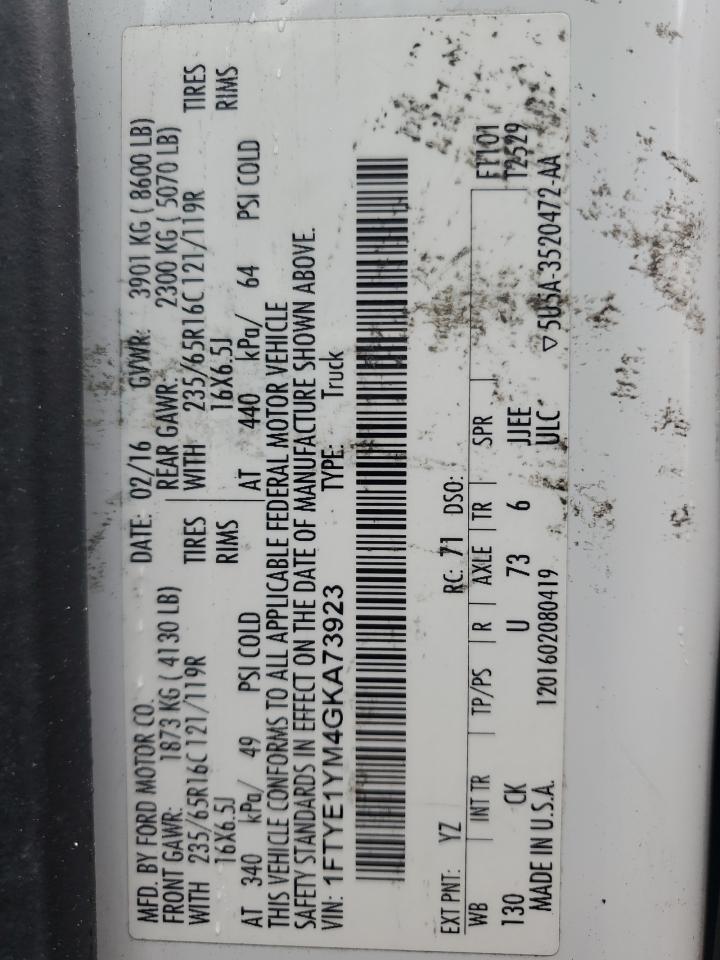 MFD. BY FORD MOTOR CO.
DATE: 02/16 GVWR: 3901 KG ( 8600 LB)
FRONT GAWR: 1873 KG ( 4130 LB)
REAR GAWR: 2300 KG ( 5070 LB)
WITH 235/65R16C 121/119R TIRES
WITH 235/65R16C 121/119R TIRES
16X6.5J RIMS
16X6.5J RIMS
AT 340 kPa/ 49 PSI COLD
AT 440 kPa/ 64 PSI COLD
THIS VEHICLE CONFORMS TO ALL APPLICABLE FEDERAL MOTOR VEHICLE
SAFETY STANDARDS IN EFFECT ON THE DATE OF MANUFACTURE SHOWN ABOVE.
VIN: 1FTYE1YM4GKA73923 TYPE: Truck
EXT PNT: YZ RC: 71 DSO:
WB INT TR TP/PS R AXLE TR SPR FT101
130 CK U 73 6 JJEE T2529
MADE IN U.S.A. 1201602080419 ULC ▽5U5A-3520472-AA